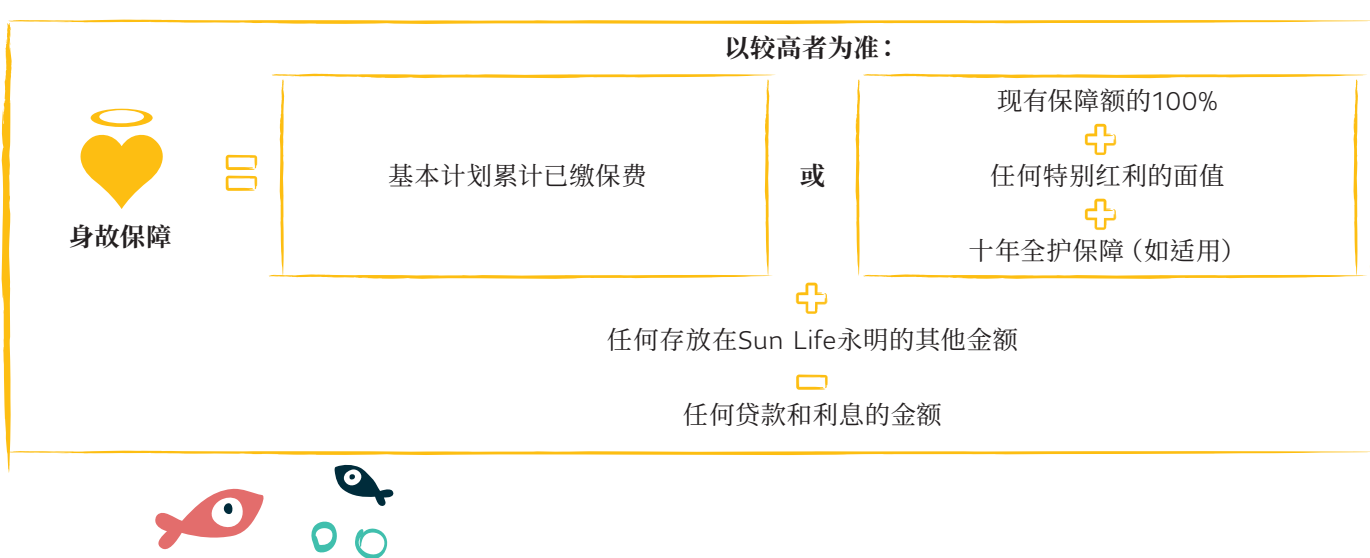 以较高者为准：
身故保障
基本计划累计已缴保费
或
现有保障额的100%
任何特别红利的面值
十年全护保障（如适用）
任何存放在Sun Life永明的其他金额
任何贷款和利息的金额